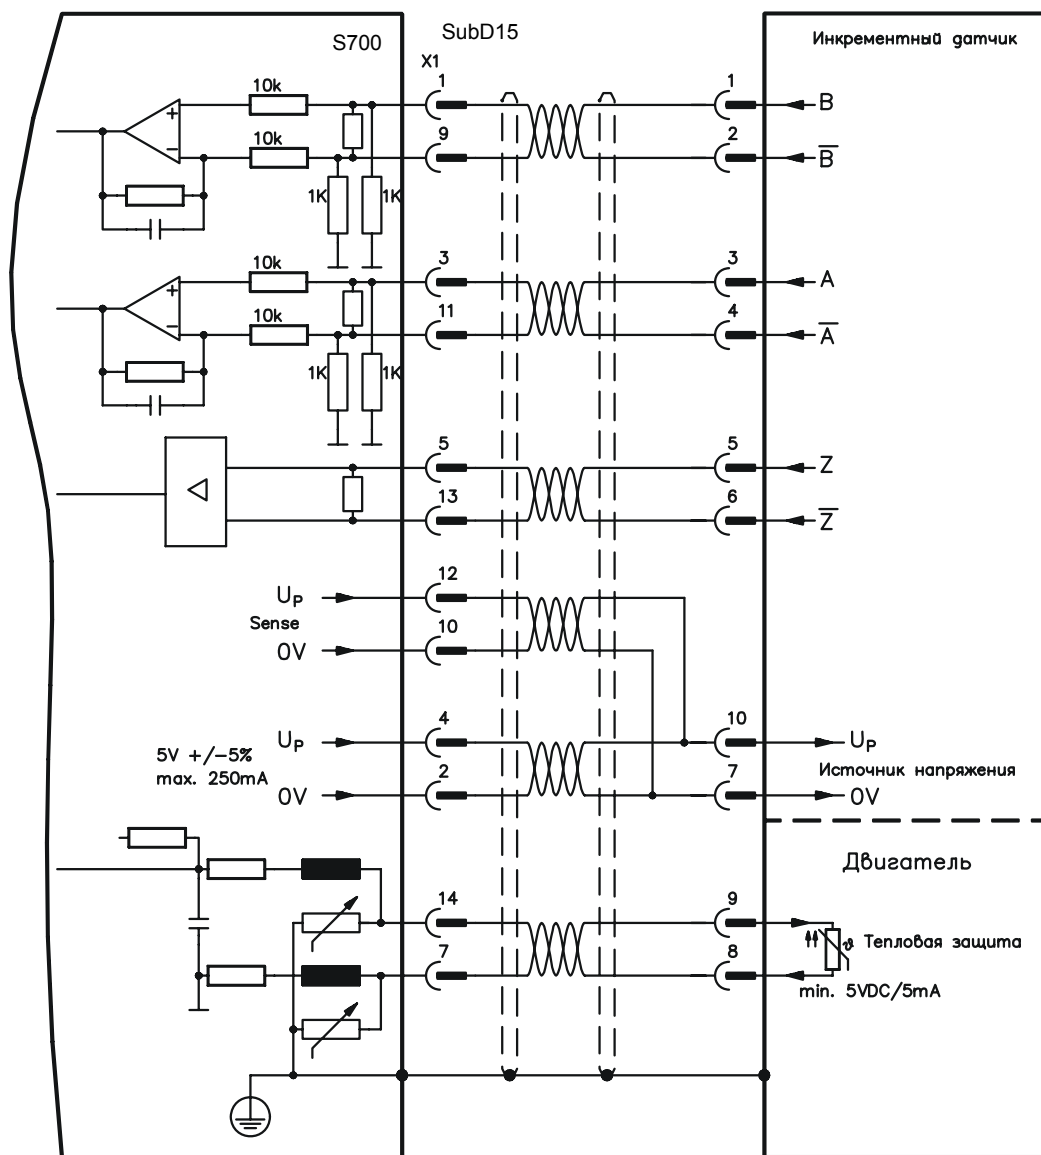 S700
SubD15
Инкрементный датчик
X1
10k
1
1
B
10k
9
2
B̅
1K
1K
10k
3
3
A
10k
11
4
A̅
1K
1K
5
5
Z
13
6
Z̅
UP
12
Sense
0V
10
5V +/-5%
max. 250mA
UP
4
10
UP
Источник напряжения
0V
2
7
0V
Двигатель
14
9
ϑ Тепловая защита
7
8
min. 5VDC/5mA